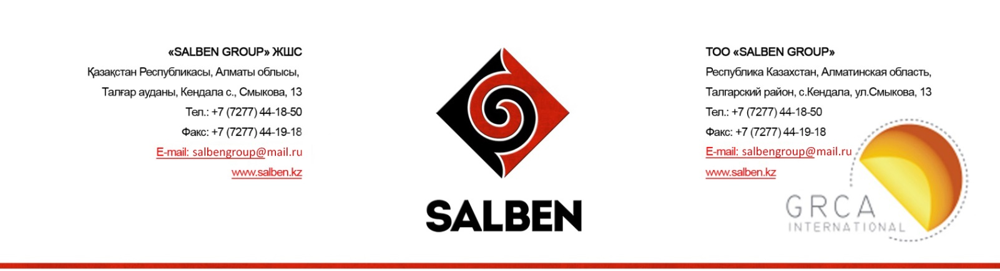 «SALBEN GROUP» ЖШС
Қазақстан Республикасы, Алматы облысы,
Талғар ауданы, Кендала с., Смыкова, 13
Тел.: +7 (7277) 44-18-50
Факс: +7 (7277) 44-19-18
E-mail: salbengroup@mail.ru
www.salben.kz
SALBEN
ТОО «SALBEN GROUP»
Республика Казахстан, Алматинская область,
Талгарский район, с.Кендала, ул.Смыкова, 13
Тел.: +7 (7277) 44-18-50
Факс: +7 (7277) 44-19-18
E-mail: salbengroup@mail.ru
www.salben.kz
GRCA
INTERNATIONAL